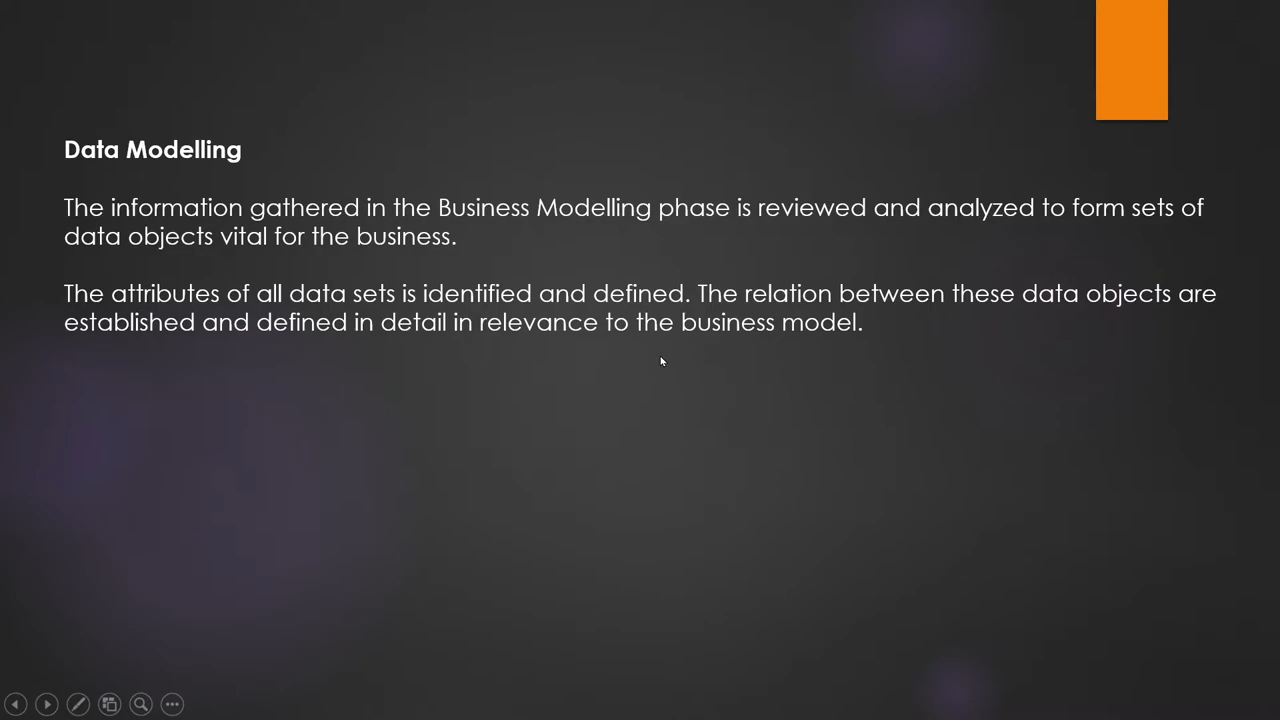 Data Modelling
The information gathered in the Business Modelling phase is reviewed and analyzed to form sets of
data objects vital for the business.
The attributes of all data sets is identified and defined. The relation between these data objects are
established and defined in detail in relevance to the business model.